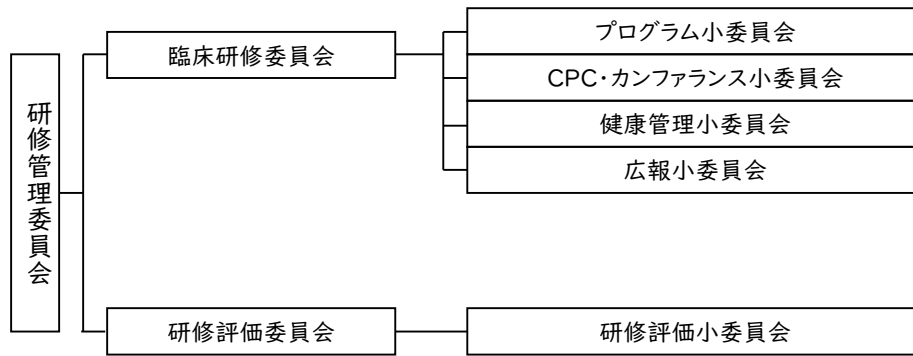 研修管理委員会
臨床研修委員会
プログラム小委員会
CPC・カンファランス小委員会
健康管理小委員会
広報小委員会
研修評価委員会
研修評価小委員会